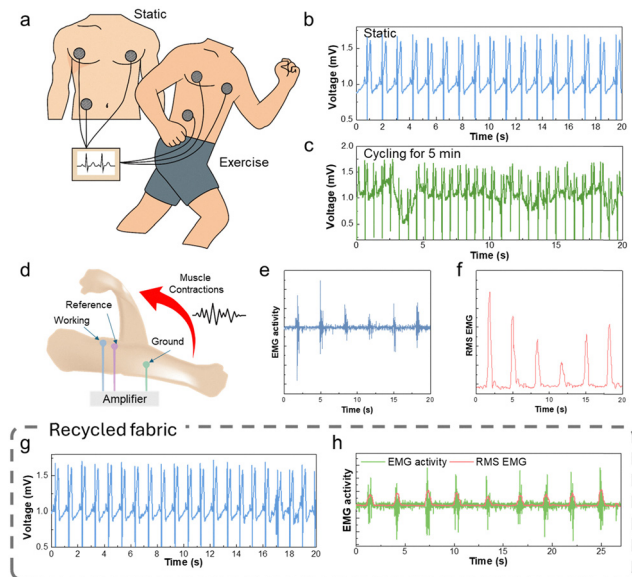 a
Static
Exercise
b
Static
Voltage (mV)
1.5
1.0
0.5
0 2 4 6 8 10 12 14 16 18 20
Time (s)
c
Cycling for 5 min
Voltage (mV)
2.0
1.5
1.0
0.5
0 5 10 15 20
Time (s)
d
Muscle
Contractions
Reference
Working
Ground
Amplifier
e
EMG activity
0 5 10 15 20
Time (s)
f
RMS EMG
0 5 10 15 20
Time (s)
Recycled fabric
g
Voltage (mV)
1.5
1.0
0.5
0 2 4 6 8 10 12 14 16 18 20
Time (s)
h
EMG activity RMS EMG
EMG activity
0 5 10 15 20 25
Time (s)